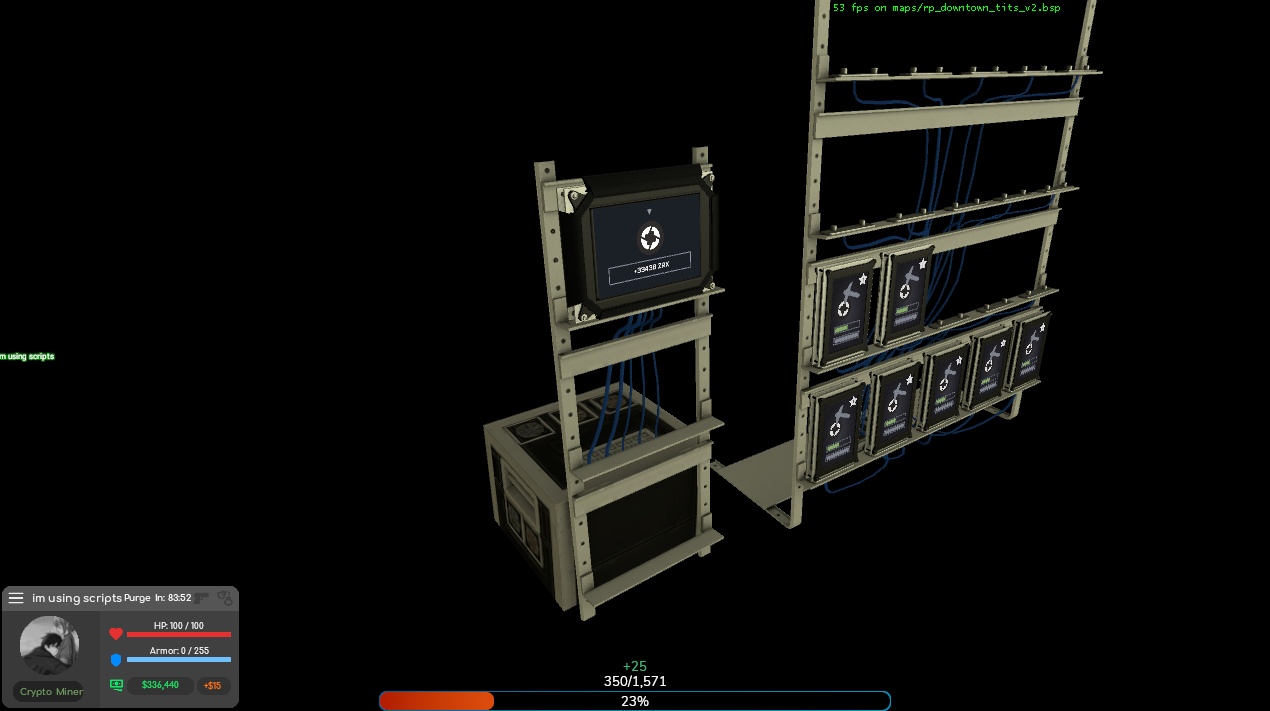 53 fps on maps/rp_downtown_tits_v2.bsp
+33438 ZRX
m using scripts
im using scripts Purge In: 83:52
HP: 100 / 100
Armor: 0 / 255
$336,440 +$15
Crypto Miner
+25
350/1,571
23%